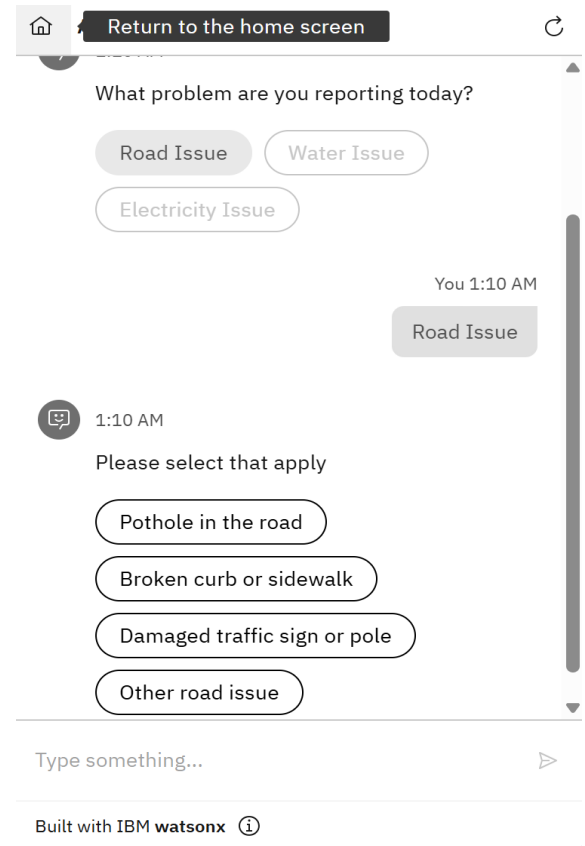 Return to the home screen
What problem are you reporting today?
Road Issue
Water Issue
Electricity Issue
You 1:10 AM
Road Issue
1:10 AM
Please select that apply
Pothole in the road
Broken curb or sidewalk
Damaged traffic sign or pole
Other road issue
Type something...
Built with IBM watsonx